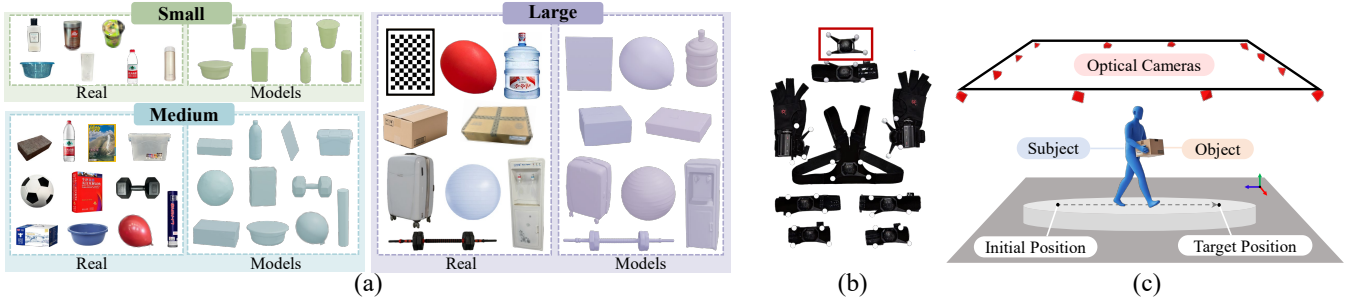 Small
Real
Models
Medium
Real
Models
Large
Real
Models
(a)
(b)
Optical Cameras
Subject
Object
Initial Position
Target Position
(c)